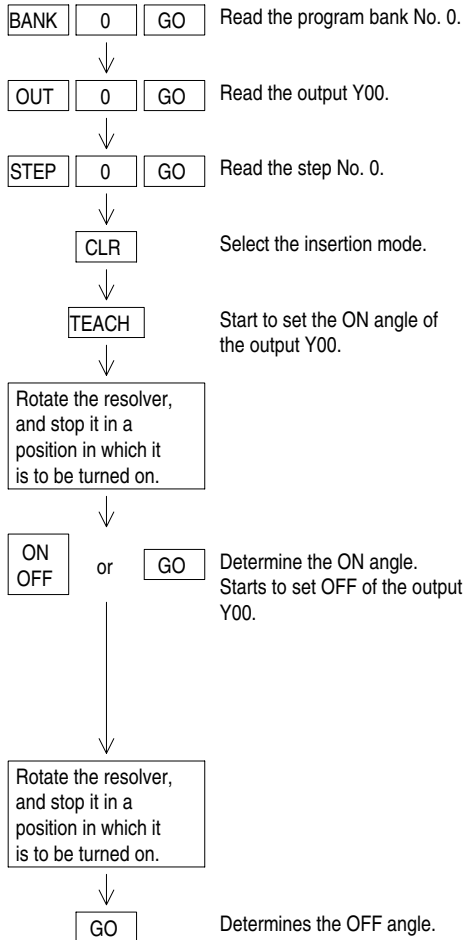 BANK 0 GO Read the program bank No. 0.
OUT 0 GO Read the output Y00.
STEP 0 GO Read the step No. 0.
CLR Select the insertion mode.
TEACH Start to set the ON angle of
the output Y00.
Rotate the resolver,
and stop it in a
position in which it
is to be turned on.
ON
OFF or GO Determine the ON angle.
Starts to set OFF of the output
Y00.
Rotate the resolver,
and stop it in a
position in which it
is to be turned on.
GO Determines the OFF angle.